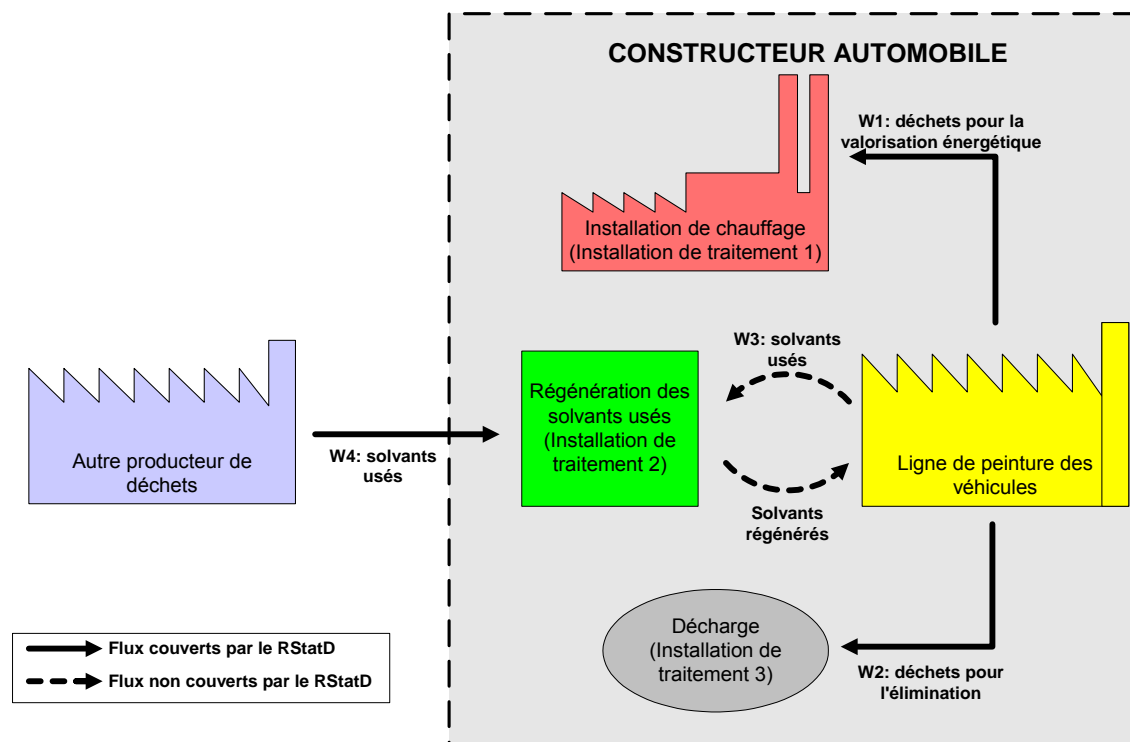 CONSTRUCTEUR AUTOMOBILE
W1: déchets pour la
valorisation énergétique
Installation de chauffage
(Installation de traitement 1)
W3: solvants
usés
Régénération des
solvants usés
(Installation de
traitement 2)
Autre producteur de
déchets
W4: solvants
usés
Ligne de peinture des
véhicules
Solvants
régénérés
Décharge
(Installation de
traitement 3)
W2: déchets pour
l'élimination
Flux couverts par le RStatD
Flux non couverts par le RStatD